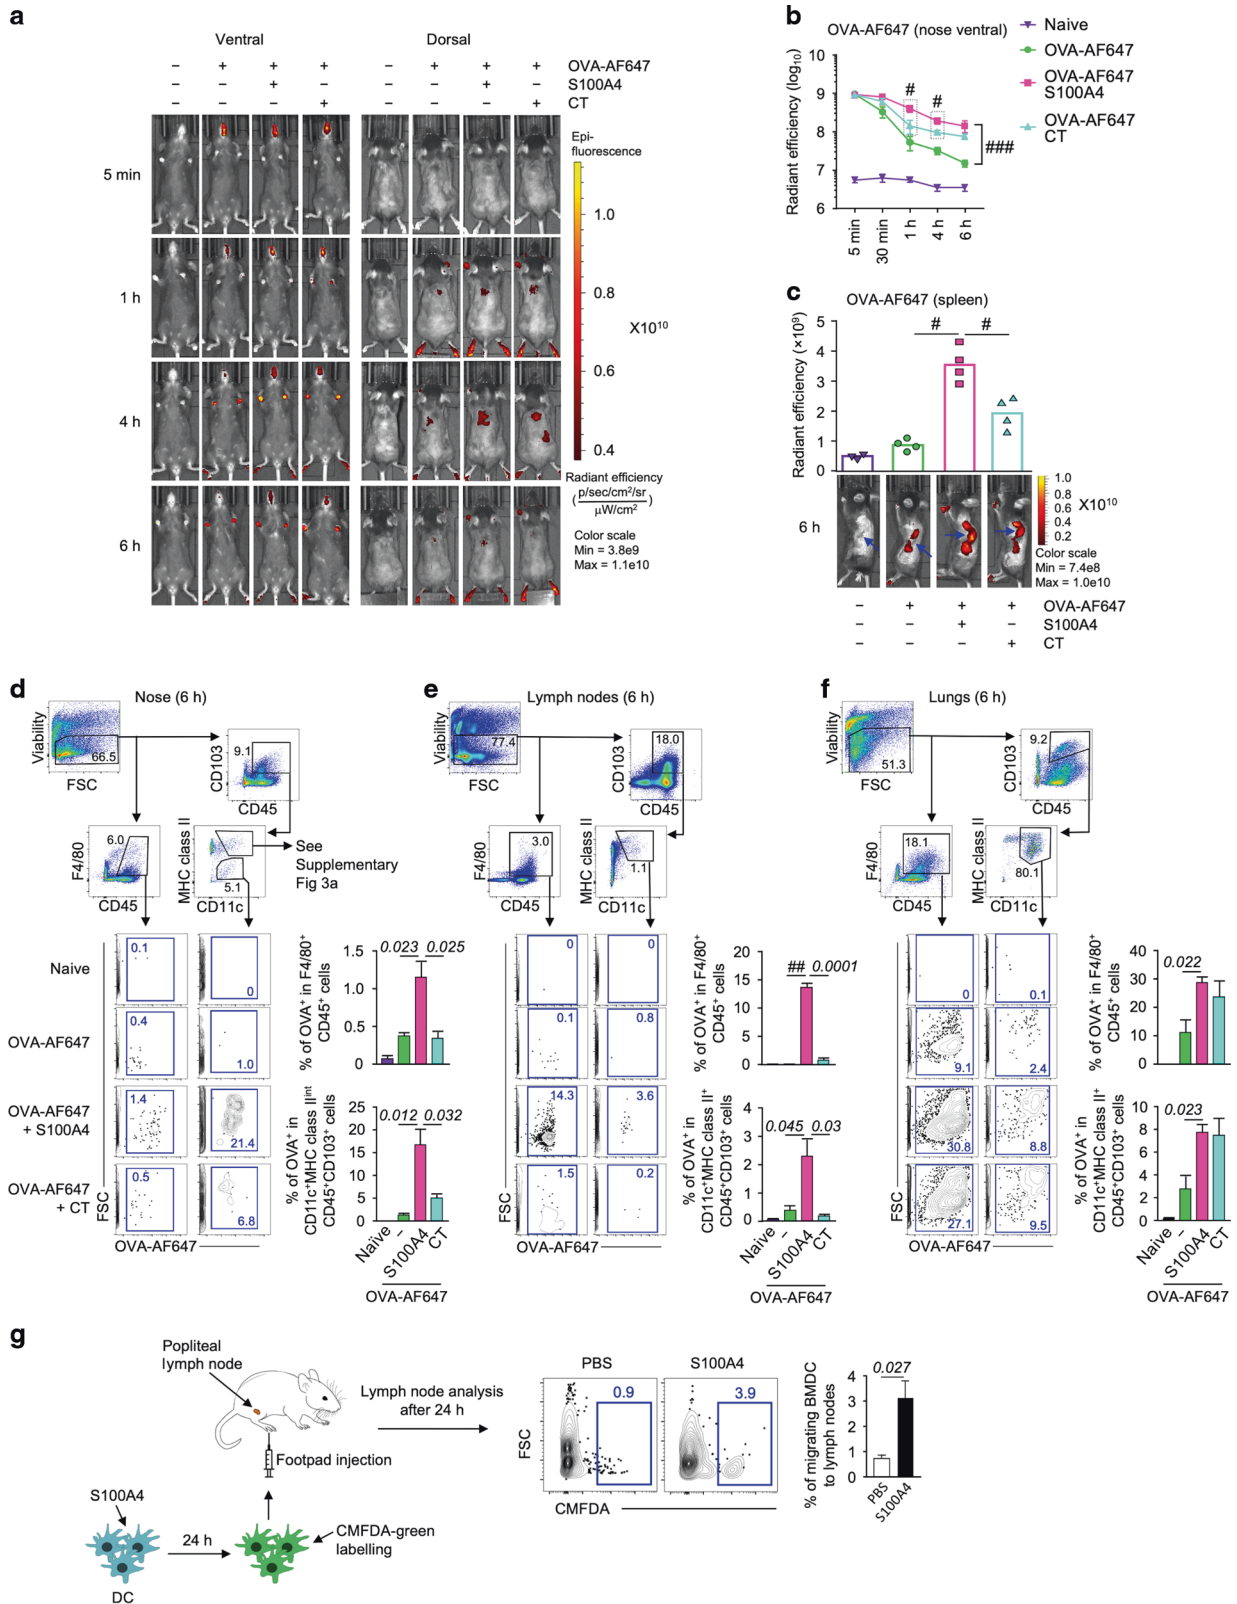 a
Ventral
Dorsal
– + + + – + + + OVA-AF647
– – + – – – + – S100A4
– – – + – – – + CT
Epi-
fluorescence
5 min
1 h
4 h
6 h
1.0
0.8
X10¹⁰
0.6
0.4
Radiant efficiency
(p/sec/cm²/sr
µW/cm²)
Color scale
Min = 3.8e9
Max = 1.1e10
b
OVA-AF647 (nose ventral)
Radiant efficiency (log₁₀)
10
9
8
7
6
# #
###
5 min
30 min
1 h
4 h
6 h
Naive
OVA-AF647
OVA-AF647
S100A4
OVA-AF647
CT
c
OVA-AF647 (spleen)
Radiant efficiency (×10⁹)
5
4
3
2
1
0
# #
6 h
1.0
0.8
0.6
0.4
0.2
X10¹⁰
Color scale
Min = 7.4e8
Max = 1.0e10
– + + + OVA-AF647
– – + – S100A4
– – – + CT
d
Nose (6 h)
Viability
66.5
FSC
9.1
CD103
CD45
6.0
F4/80
CD45
MHC class II
5.1
CD11c
See
Supplementary
Fig 3a
Naive
0.1
0
OVA-AF647
0.4
1.0
OVA-AF647
+ S100A4
1.4
21.4
OVA-AF647
+ CT
0.5
6.8
FSC
OVA-AF647
% of OVA⁺ in F4/80⁺
CD45⁺ cells
1.5
1.0
0.5
0
0.023 0.025
% of OVA⁺ in
CD11c⁺MHC class IIⁱⁿᵗ
CD45⁺CD103⁺ cells
25
20
15
10
5
0
0.012 0.032
Naive
–
S100A4
CT
OVA-AF647
e
Lymph nodes (6 h)
Viability
77.4
FSC
18.0
CD103
CD45
3.0
F4/80
CD45
MHC class II
1.1
CD11c
0
0
0.1
0.8
14.3
3.6
1.5
0.2
FSC
OVA-AF647
% of OVA⁺ in F4/80⁺
CD45⁺ cells
20
15
10
5
0
## 0.0001
% of OVA⁺ in
CD11c⁺MHC class II⁺
CD45⁺CD103⁺ cells
4
3
2
1
0
0.045 0.03
Naive
–
S100A4
CT
OVA-AF647
f
Lungs (6 h)
Viability
51.3
FSC
9.2
CD103
CD45
18.1
F4/80
CD45
MHC class II
80.1
CD11c
0
0.1
9.1
2.4
30.8
8.8
27.1
9.5
FSC
OVA-AF647
% of OVA⁺ in F4/80⁺
CD45⁺ cells
40
30
20
10
0
0.022
% of OVA⁺ in
CD11c⁺MHC class II⁺
CD45⁺CD103⁺ cells
10
8
6
4
2
0
0.023
Naive
–
S100A4
CT
OVA-AF647
g
Popliteal
lymph node
Lymph node analysis
after 24 h
Footpad injection
S100A4
24 h
DC
CMFDA-green
labelling
PBS
S100A4
0.9
3.9
FSC
CMFDA
% of migrating BMDC
to lymph nodes
4
3
2
1
0
0.027
PBS
S100A4